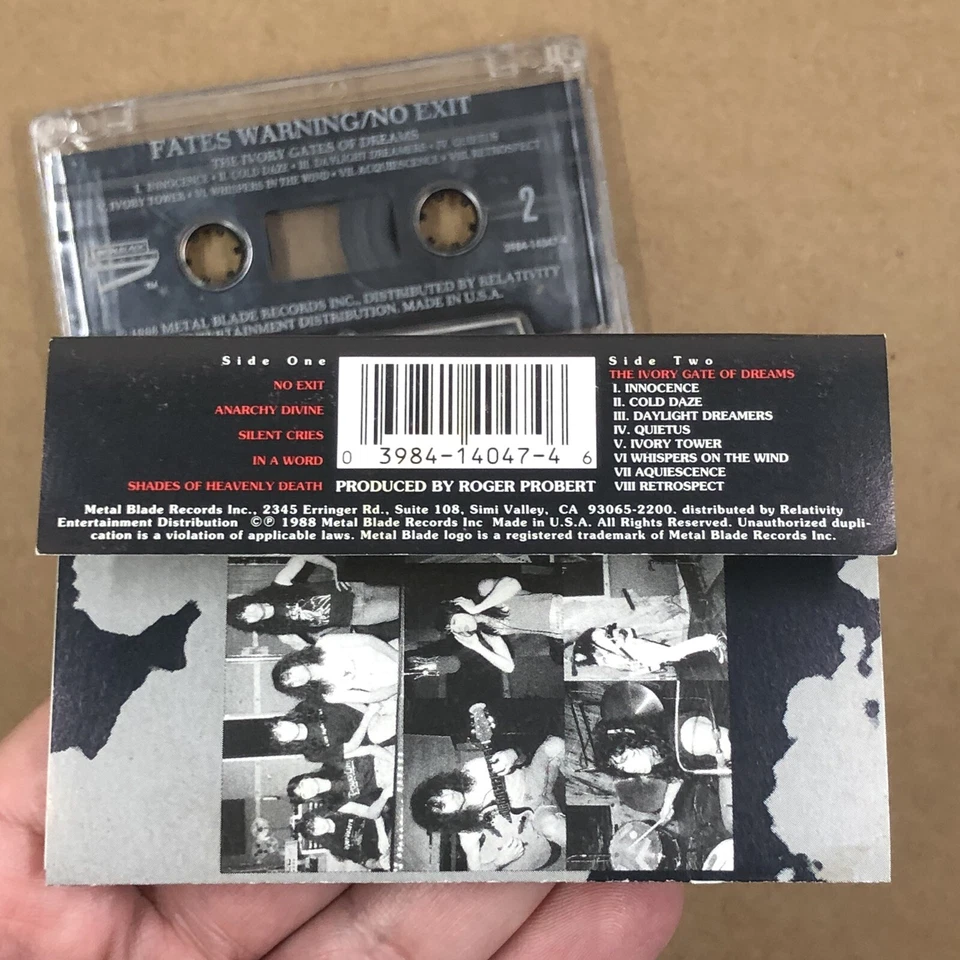 FATES WARNING/NO EXIT
THE IVORY GATES OF DREAMS
I. INNOCENCE • II. COLD DAZE • III. DAYLIGHT DREAMERS • IV. QUIETUS
V. IVORY TOWER • VI. WHISPERS IN THE WIND • VII. ACQUIESCENCE • VIII. RETROSPECT
2
3984-14047-4
TM
1988 METAL BLADE RECORDS INC., DISTRIBUTED BY RELATIVITY
ENTERTAINMENT DISTRIBUTION. MADE IN U.S.A.
Side One
NO EXIT
ANARCHY DIVINE
SILENT CRIES
IN A WORD
SHADES OF HEAVENLY DEATH
0 3984-14047-4 6
PRODUCED BY ROGER PROBERT
Side Two
THE IVORY GATE OF DREAMS
I. INNOCENCE
II. COLD DAZE
III. DAYLIGHT DREAMERS
IV. QUIETUS
V. IVORY TOWER
VI WHISPERS ON THE WIND
VII AQUIESCENCE
VIII RETROSPECT
Metal Blade Records Inc., 2345 Erringer Rd., Suite 108, Simi Valley, CA 93065-2200. distributed by Relativity
Entertainment Distribution ©℗ 1988 Metal Blade Records Inc Made in U.S.A. All Rights Reserved. Unauthorized dupli-
cation is a violation of applicable laws. Metal Blade logo is a registered trademark of Metal Blade Records Inc.